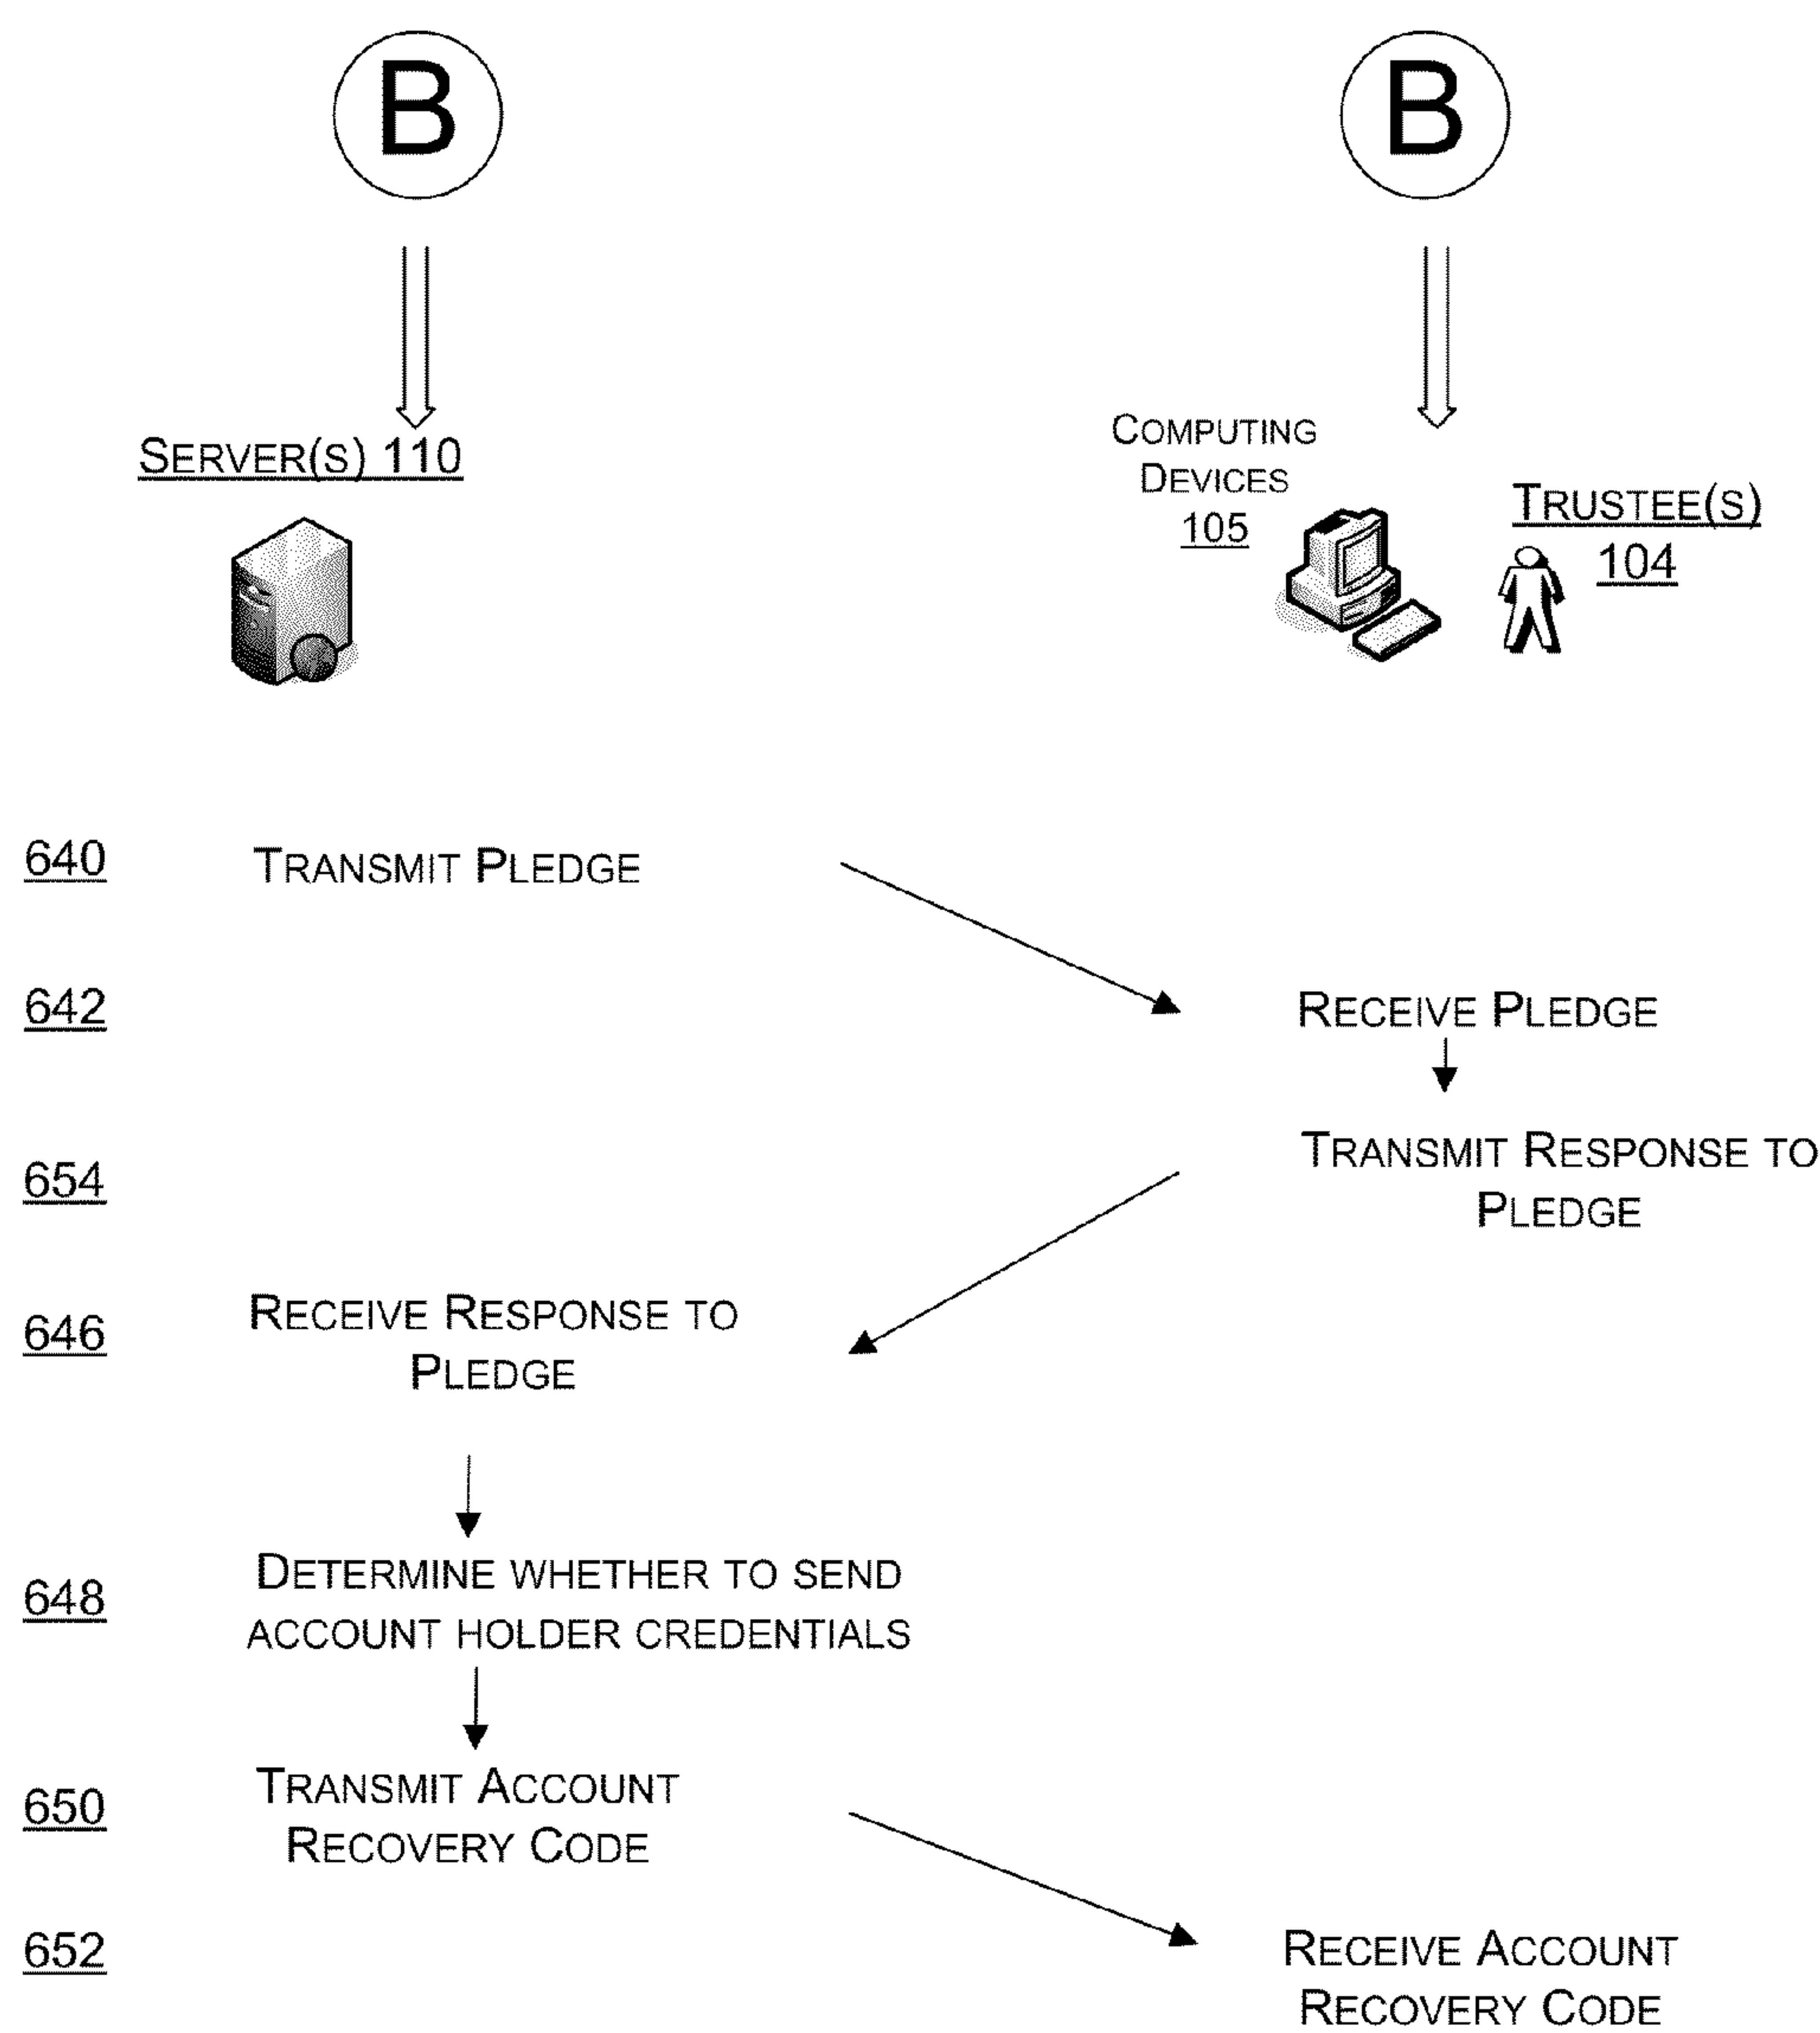 B
B
SERVER(S) 110
COMPUTING
DEVICES
105
TRUSTEE(S)
104
640
TRANSMIT PLEDGE
642
RECEIVE PLEDGE
654
TRANSMIT RESPONSE TO
PLEDGE
646
RECEIVE RESPONSE TO
PLEDGE
648
DETERMINE WHETHER TO SEND
ACCOUNT HOLDER CREDENTIALS
650
TRANSMIT ACCOUNT
RECOVERY CODE
652
RECEIVE ACCOUNT
RECOVERY CODE